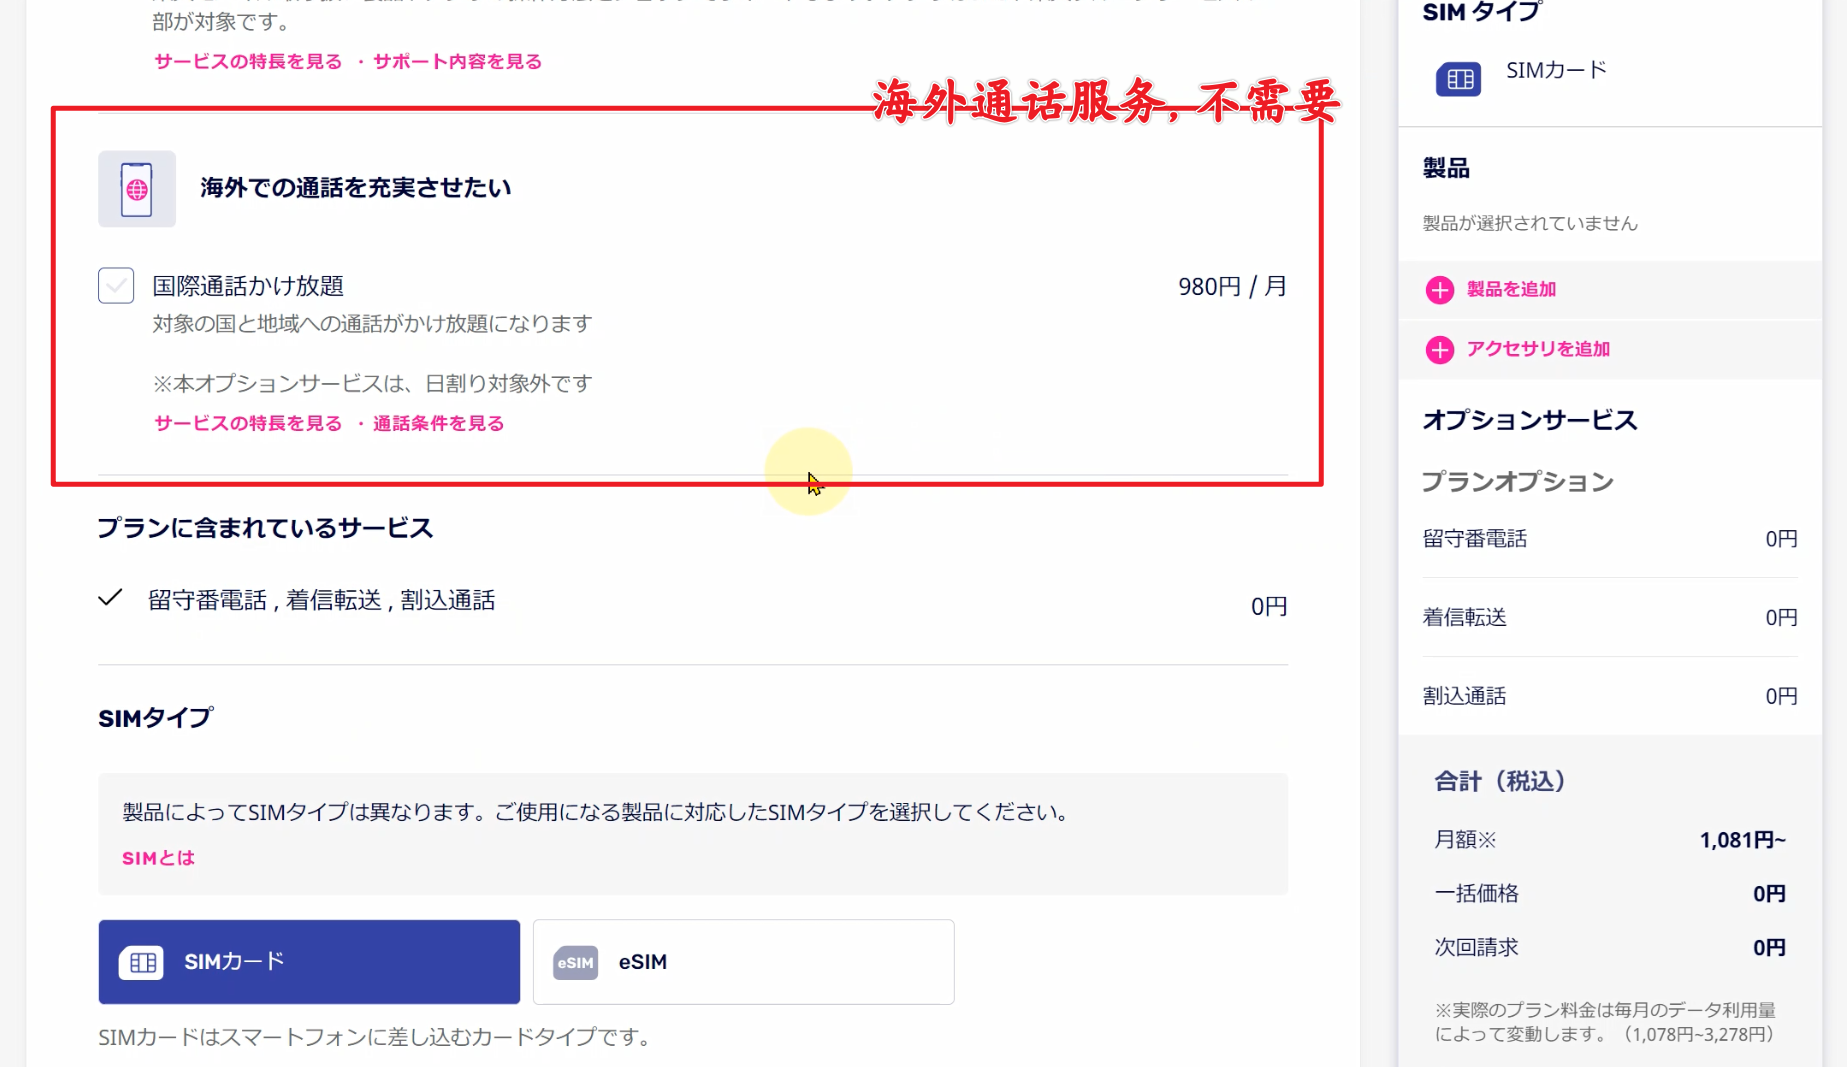 部が対象です。
サービスの特長を見る ・ サポート内容を見る
海外通话服务, 不需要
海外での通話を充実させたい
国際通話かけ放題
980円 / 月
対象の国と地域への通話がかけ放題になります
※本オプションサービスは、日割り対象外です
サービスの特長を見る ・ 通話条件を見る
プランに含まれているサービス
留守番電話 , 着信転送 , 割込通話
0円
SIMタイプ
製品によってSIMタイプは異なります。ご使用になる製品に対応したSIMタイプを選択してください。
SIMとは
SIMカード
eSIM
eSIM
SIMカードはスマートフォンに差し込むカードタイプです。
SIM タイプ
SIMカード
製品
製品が選択されていません
製品を追加
アクセサリを追加
オプションサービス
プランオプション
留守番電話 0円
着信転送 0円
割込通話 0円
合計（税込）
月額※ 1,081円~
一括価格 0円
次回請求 0円
※実際のプラン料金は毎月のデータ利用量
によって変動します。（1,078円~3,278円）